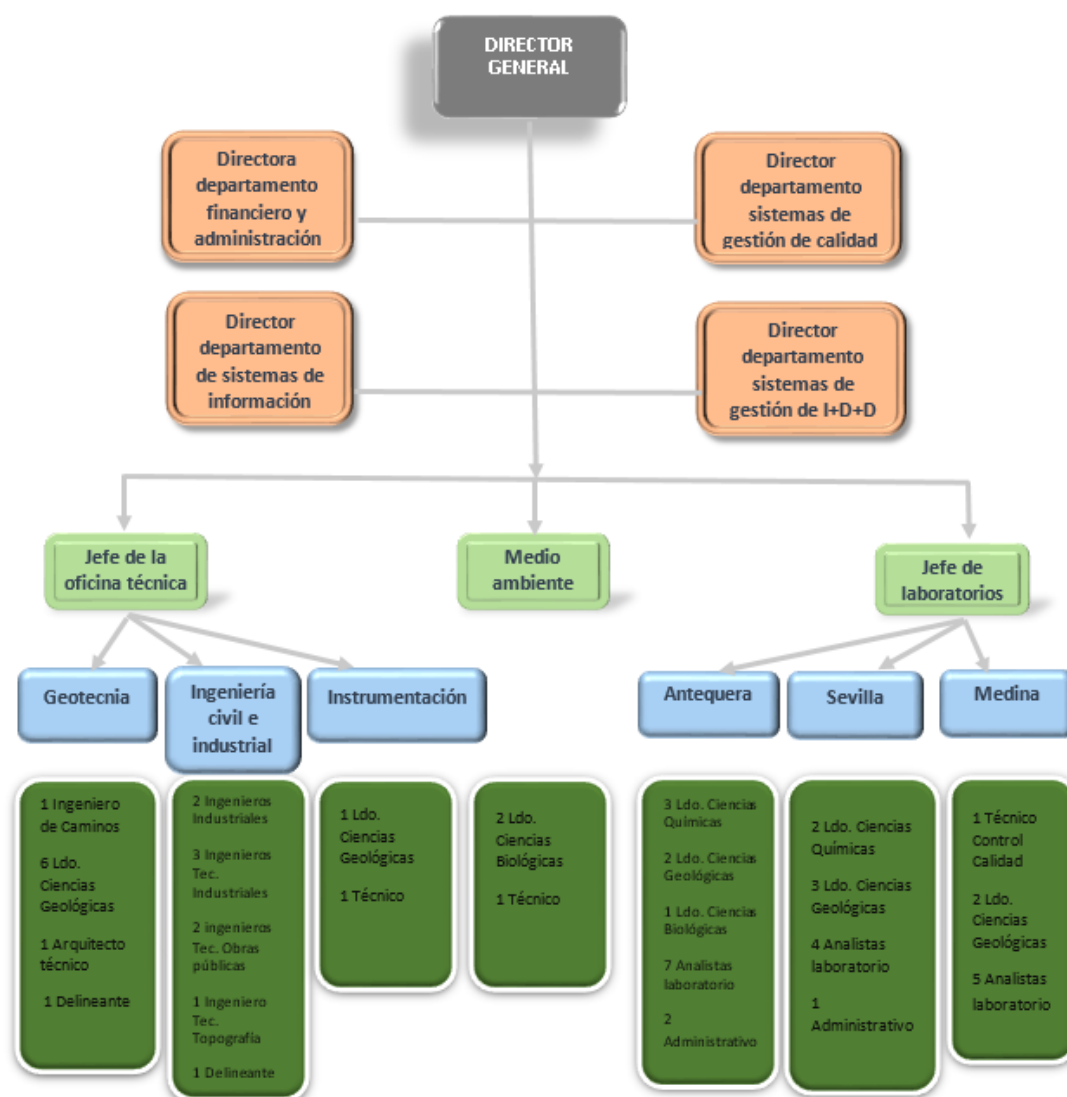 DIRECTOR
GENERAL
Directora
departamento
financiero y
administración
Director
departamento
sistemas de
gestión de calidad
Director
departamento
de sistemas de
información
Director
departamento
sistemas de
gestión de I+D+D
Jefe de la
oficina técnica
Medio
ambiente
Jefe de
laboratorios
Geotecnia
Ingeniería
civil e
industrial
Instrumentación
Antequera
Sevilla
Medina
1 Ingeniero
de Caminos
6 Ldo.
Ciencias
Geológicas
1 Arquitecto
técnico
1 Delineante
2 Ingenieros
Industriales
3 Ingenieros
Tec.
Industriales
2 ingenieros
Tec. Obras
públicas
1 Ingeniero
Tec.
Topografía
1 Delineante
1 Ldo.
Ciencias
Geológicas
1 Técnico
2 Ldo.
Ciencias
Biológicas
1 Técnico
3 Ldo. Ciencias
Químicas
2 Ldo. Ciencias
Geológicas
1 Ldo. Ciencias
Biológicas
7 Analistas
laboratorio
2
Administrativo
2 Ldo. Ciencias
Químicas
3 Ldo. Ciencias
Geológicas
4 Analistas
laboratorio
1
Administrativo
1 Técnico
Control
Calidad
2 Ldo.
Ciencias
Geológicas
5 Analistas
laboratorio